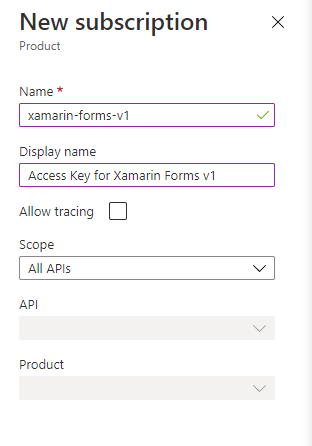 New subscription
Product
Name *
xamarin-forms-v1
Display name
Access Key for Xamarin Forms v1
Allow tracing
Scope
All APIs
API
Product